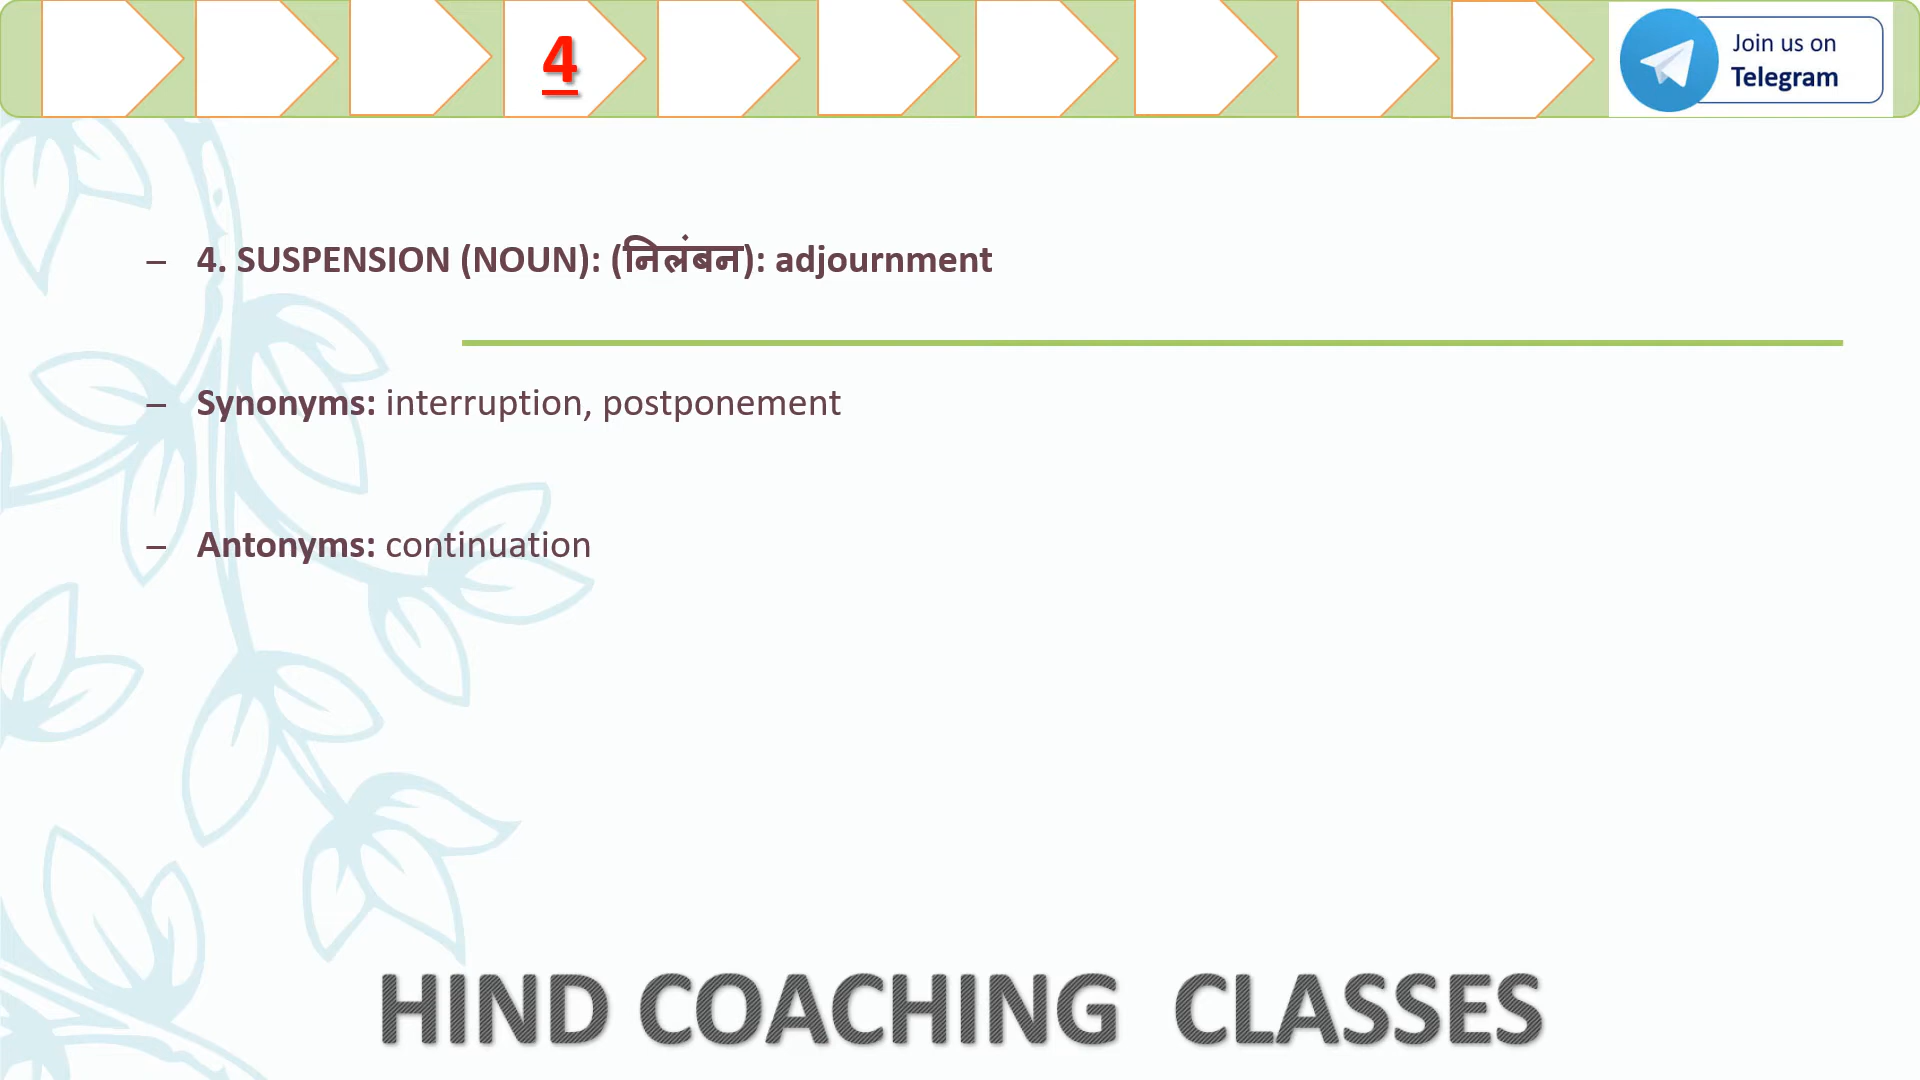 4
Join us on
Telegram
– 4. SUSPENSION (NOUN): (निलंबन): adjournment
– Synonyms: interruption, postponement
– Antonyms: continuation
HIND COACHING CLASSES